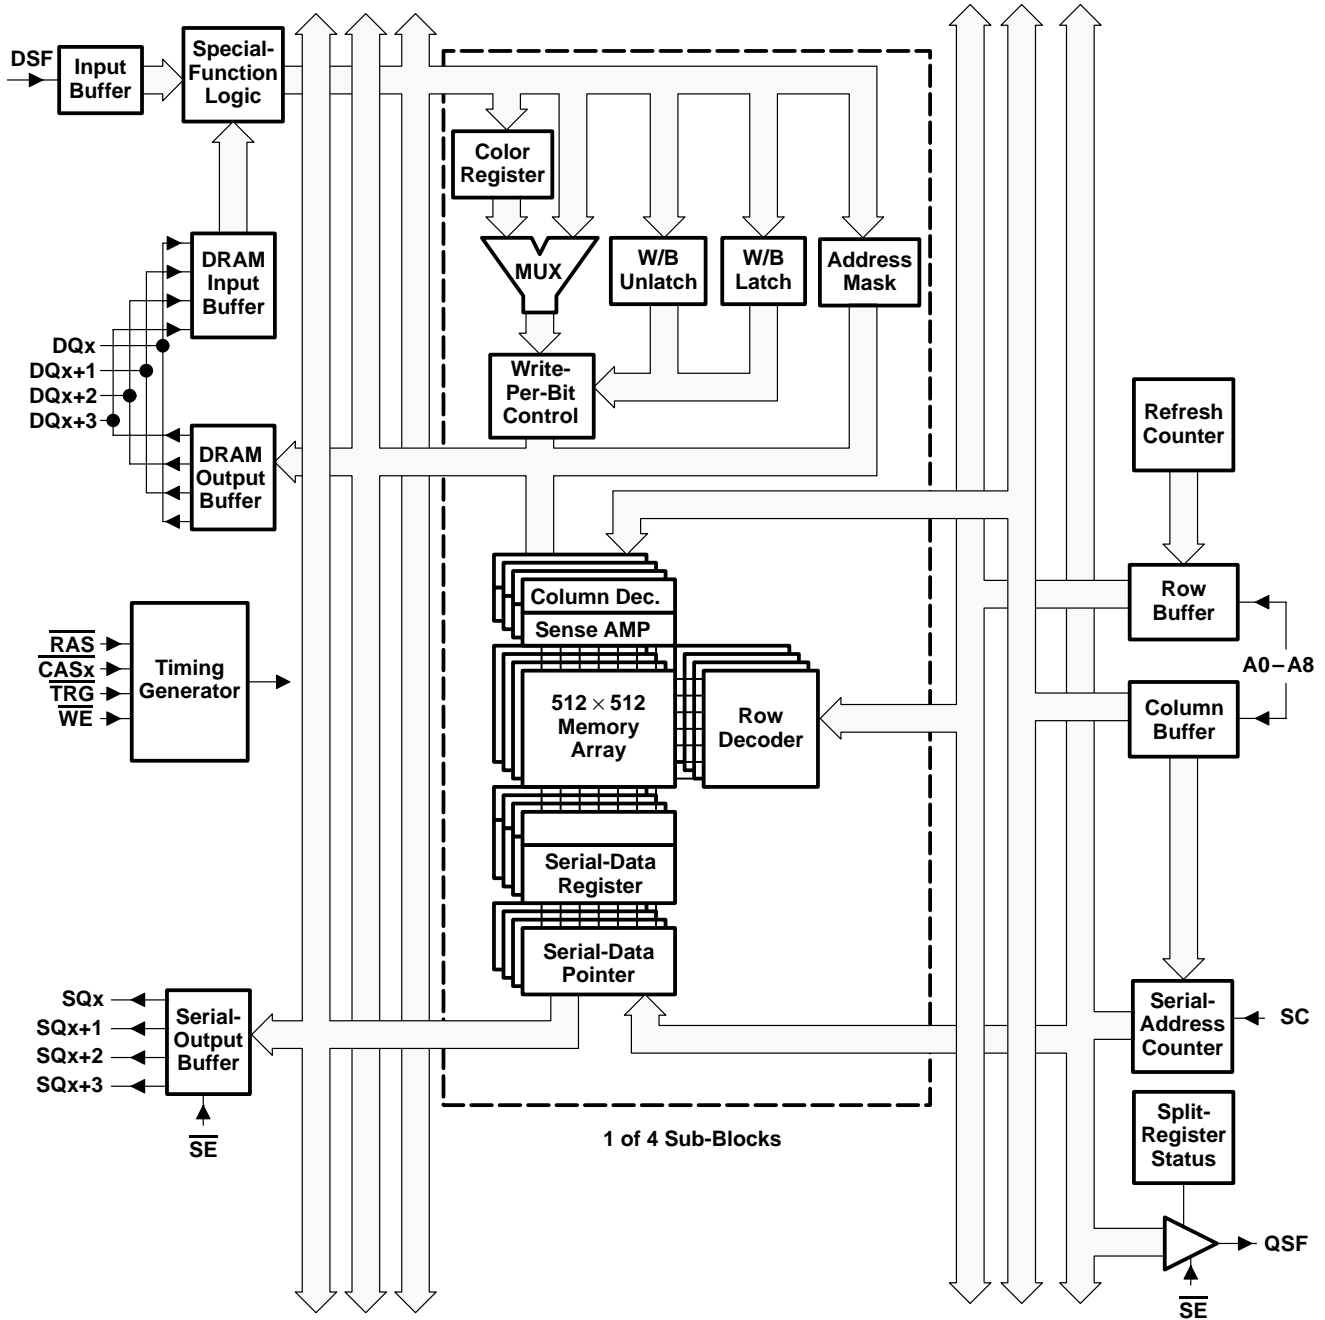 DSF
Input
Buffer
Special-
Function
Logic
Color
Register
MUX
W/B
Unlatch
W/B
Latch
Address
Mask
DRAM
Input
Buffer
DQx
DQx+1
DQx+2
DQx+3
Write-
Per-Bit
Control
DRAM
Output
Buffer
Refresh
Counter
Row
Buffer
A0–A8
Column
Buffer
Column Dec.
Sense AMP
RAS
CASx
TRG
WE
Timing
Generator
512 × 512
Memory
Array
Row
Decoder
Serial-Data
Register
Serial-Data
Pointer
SQx
SQx+1
SQx+2
SQx+3
Serial-
Output
Buffer
SE
Serial-
Address
Counter
SC
1 of 4 Sub-Blocks
Split-
Register
Status
QSF
SE